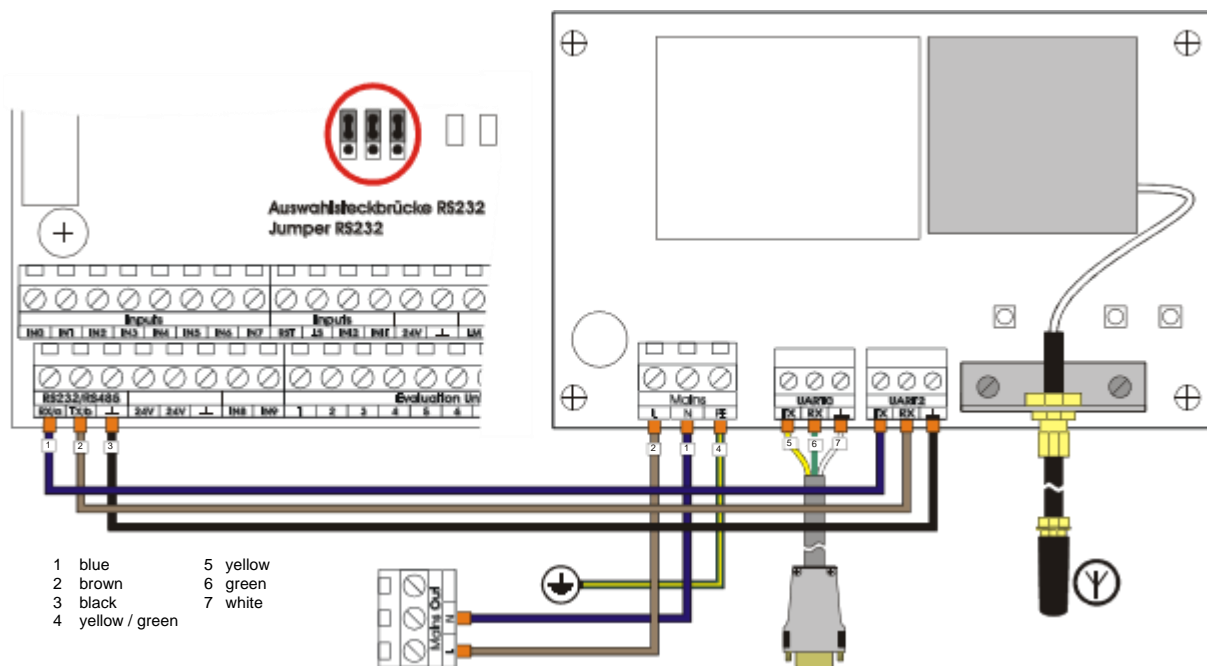 Auswahlsteckbrücke RS232
Jumper RS232
Inputs Inputs
IN0 IN1 IN2 IN3 IN4 IN5 IN6 IN7 RST 24V
RS232/RS485 Evaluation
RX/a TX/b 24V 24V IN8 IN9 1 2 3 4 5 6
1 2 3
Mains
L N PE
2 1 4
UART0
TX RX
5 6 7
UART2
TX RX
1 blue
2 brown
3 black
4 yellow / green
5 yellow
6 green
7 white
Mains Out
N
L